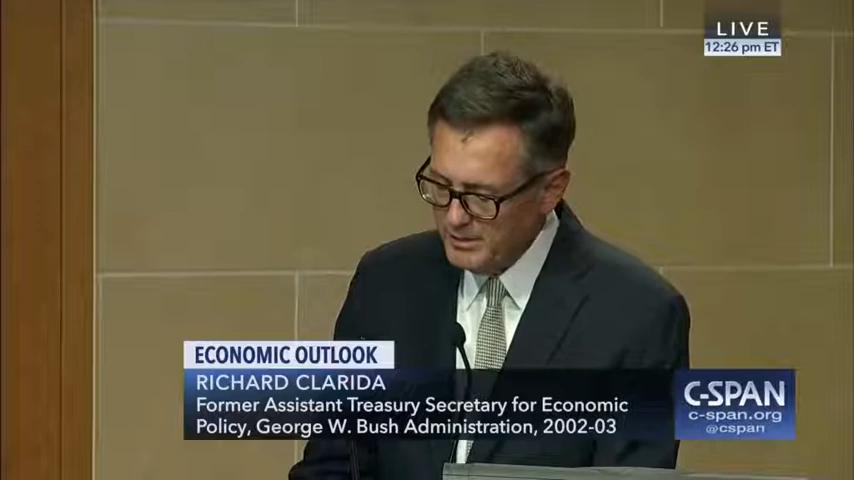 LIVE
12:26 pm ET
ECONOMIC OUTLOOK
RICHARD CLARIDA
Former Assistant Treasury Secretary for Economic
Policy, George W. Bush Administration, 2002-03
C-SPAN
c-span.org
@cspan